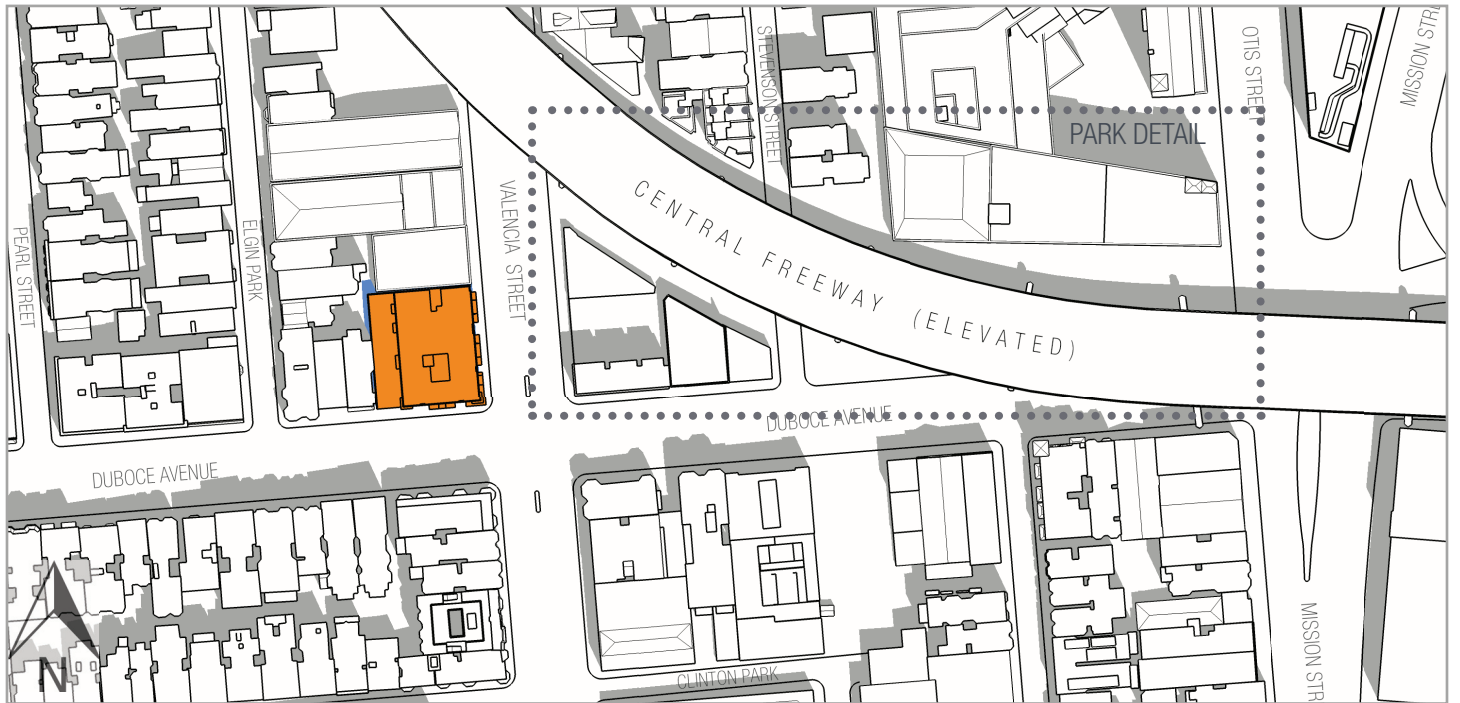 STEVENSON STREET
OTIS STREET
MISSION STRE
PARK DETAIL
PEARL STREET
ELGIN PARK
VALENCIA STREET
CENTRAL FREEWAY (ELEVATED)
DUBOCE AVENUE
DUBOCE AVENUE
CLINTON PARK
MISSION STR
N